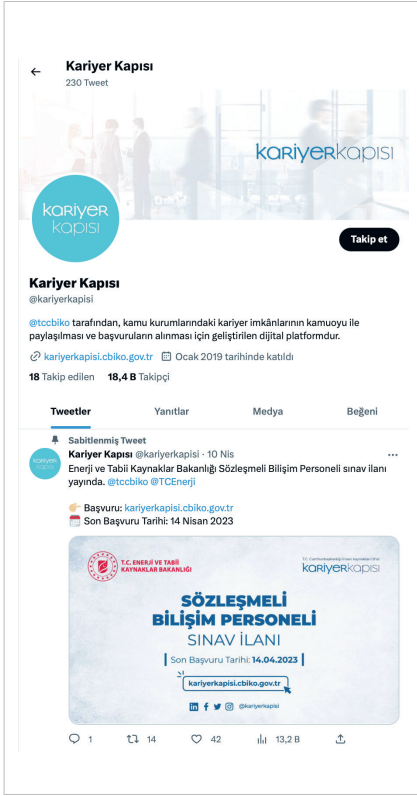 Kariyer Kapısı
230 Tweet
kariyerkapısı
kariyer
kapısı
Takip et
Kariyer Kapısı
@kariyerkapisi
@tccbiko tarafından, kamu kurumlarındaki kariyer imkânlarının kamuoyu ile
paylaşılması ve başvuruların alınması için geliştirilen dijital platformdur.
kariyerkapisi.cbiko.gov.tr Ocak 2019 tarihinde katıldı
18 Takip edilen 18,4 B Takipçi
Tweetler Yanıtlar Medya Beğeni
Sabitlenmiş Tweet
kariyer
kapısı
Kariyer Kapısı @kariyerkapisi · 10 Nis
Enerji ve Tabii Kaynaklar Bakanlığı Sözleşmeli Bilişim Personeli sınav ilanı
yayında. @tccbiko @TCEnerji
👉 Başvuru: kariyerkapisi.cbiko.gov.tr
🗓 Son Başvuru Tarihi: 14 Nisan 2023
T.C. ENERJİ VE TABİİ
KAYNAKLAR BAKANLIĞI
kariyerkapısı
SÖZLEŞMELİ
BİLİŞİM PERSONELİ
SINAV İLANI
Son Başvuru Tarihi: 14.04.2023
kariyerkapisi.cbiko.gov.tr
@kariyerkapisi
1 14 42 13,2 B